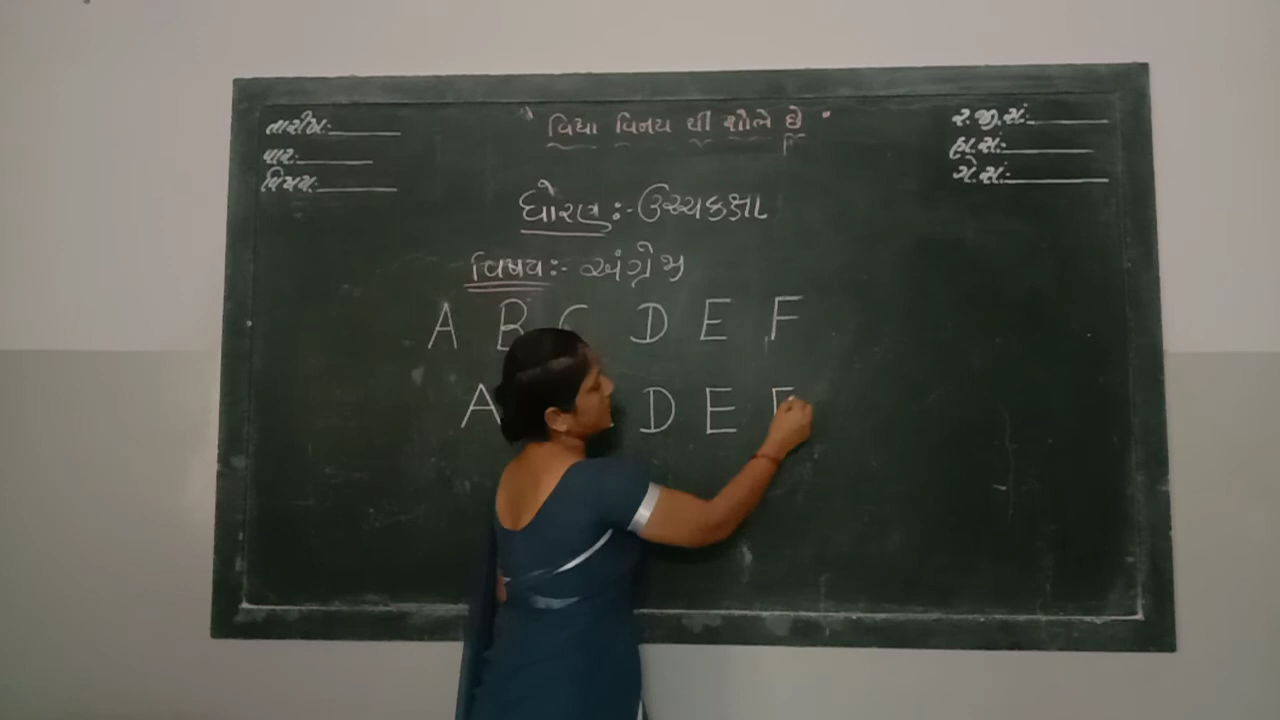 વિદ્યા વિનય થી શોભે છે
તારીખ:
વાર:
વિષય:
ર.જી.સં:
હા.સં:
ગે.સં:
ધોરણ :- ઉચ્ચકક્ષા
વિષય :- અંગ્રેજી
A B C D E F
A D E F